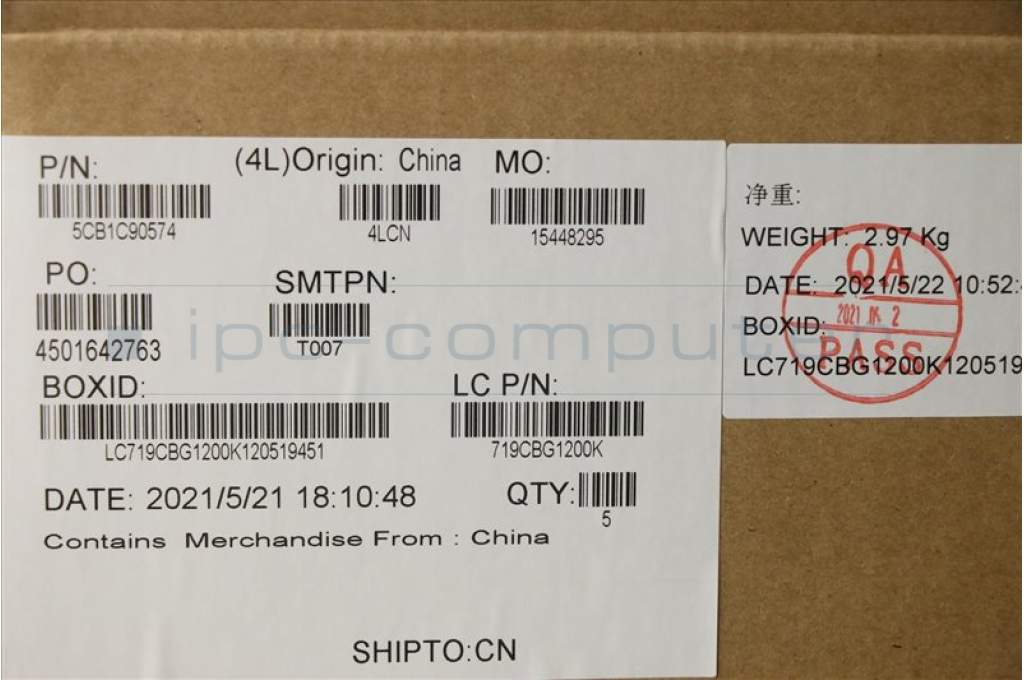 P/N:
5CB1C90574
(4L)Origin: China
4LCN
MO:
15448295
PO:
4501642763
SMTPN:
T007
BOXID:
LC719CBG1200K120519451
LC P/N:
719CBG1200K
DATE: 2021/5/21 18:10:48
QTY:
5
Contains Merchandise From : China
SHIPTO:CN
净重:
WEIGHT: 2.97 Kg
DATE: 2021/5/22 10:52:
BOXID:
LC719CBG1200K120519
QA
PASS
ipc-computer